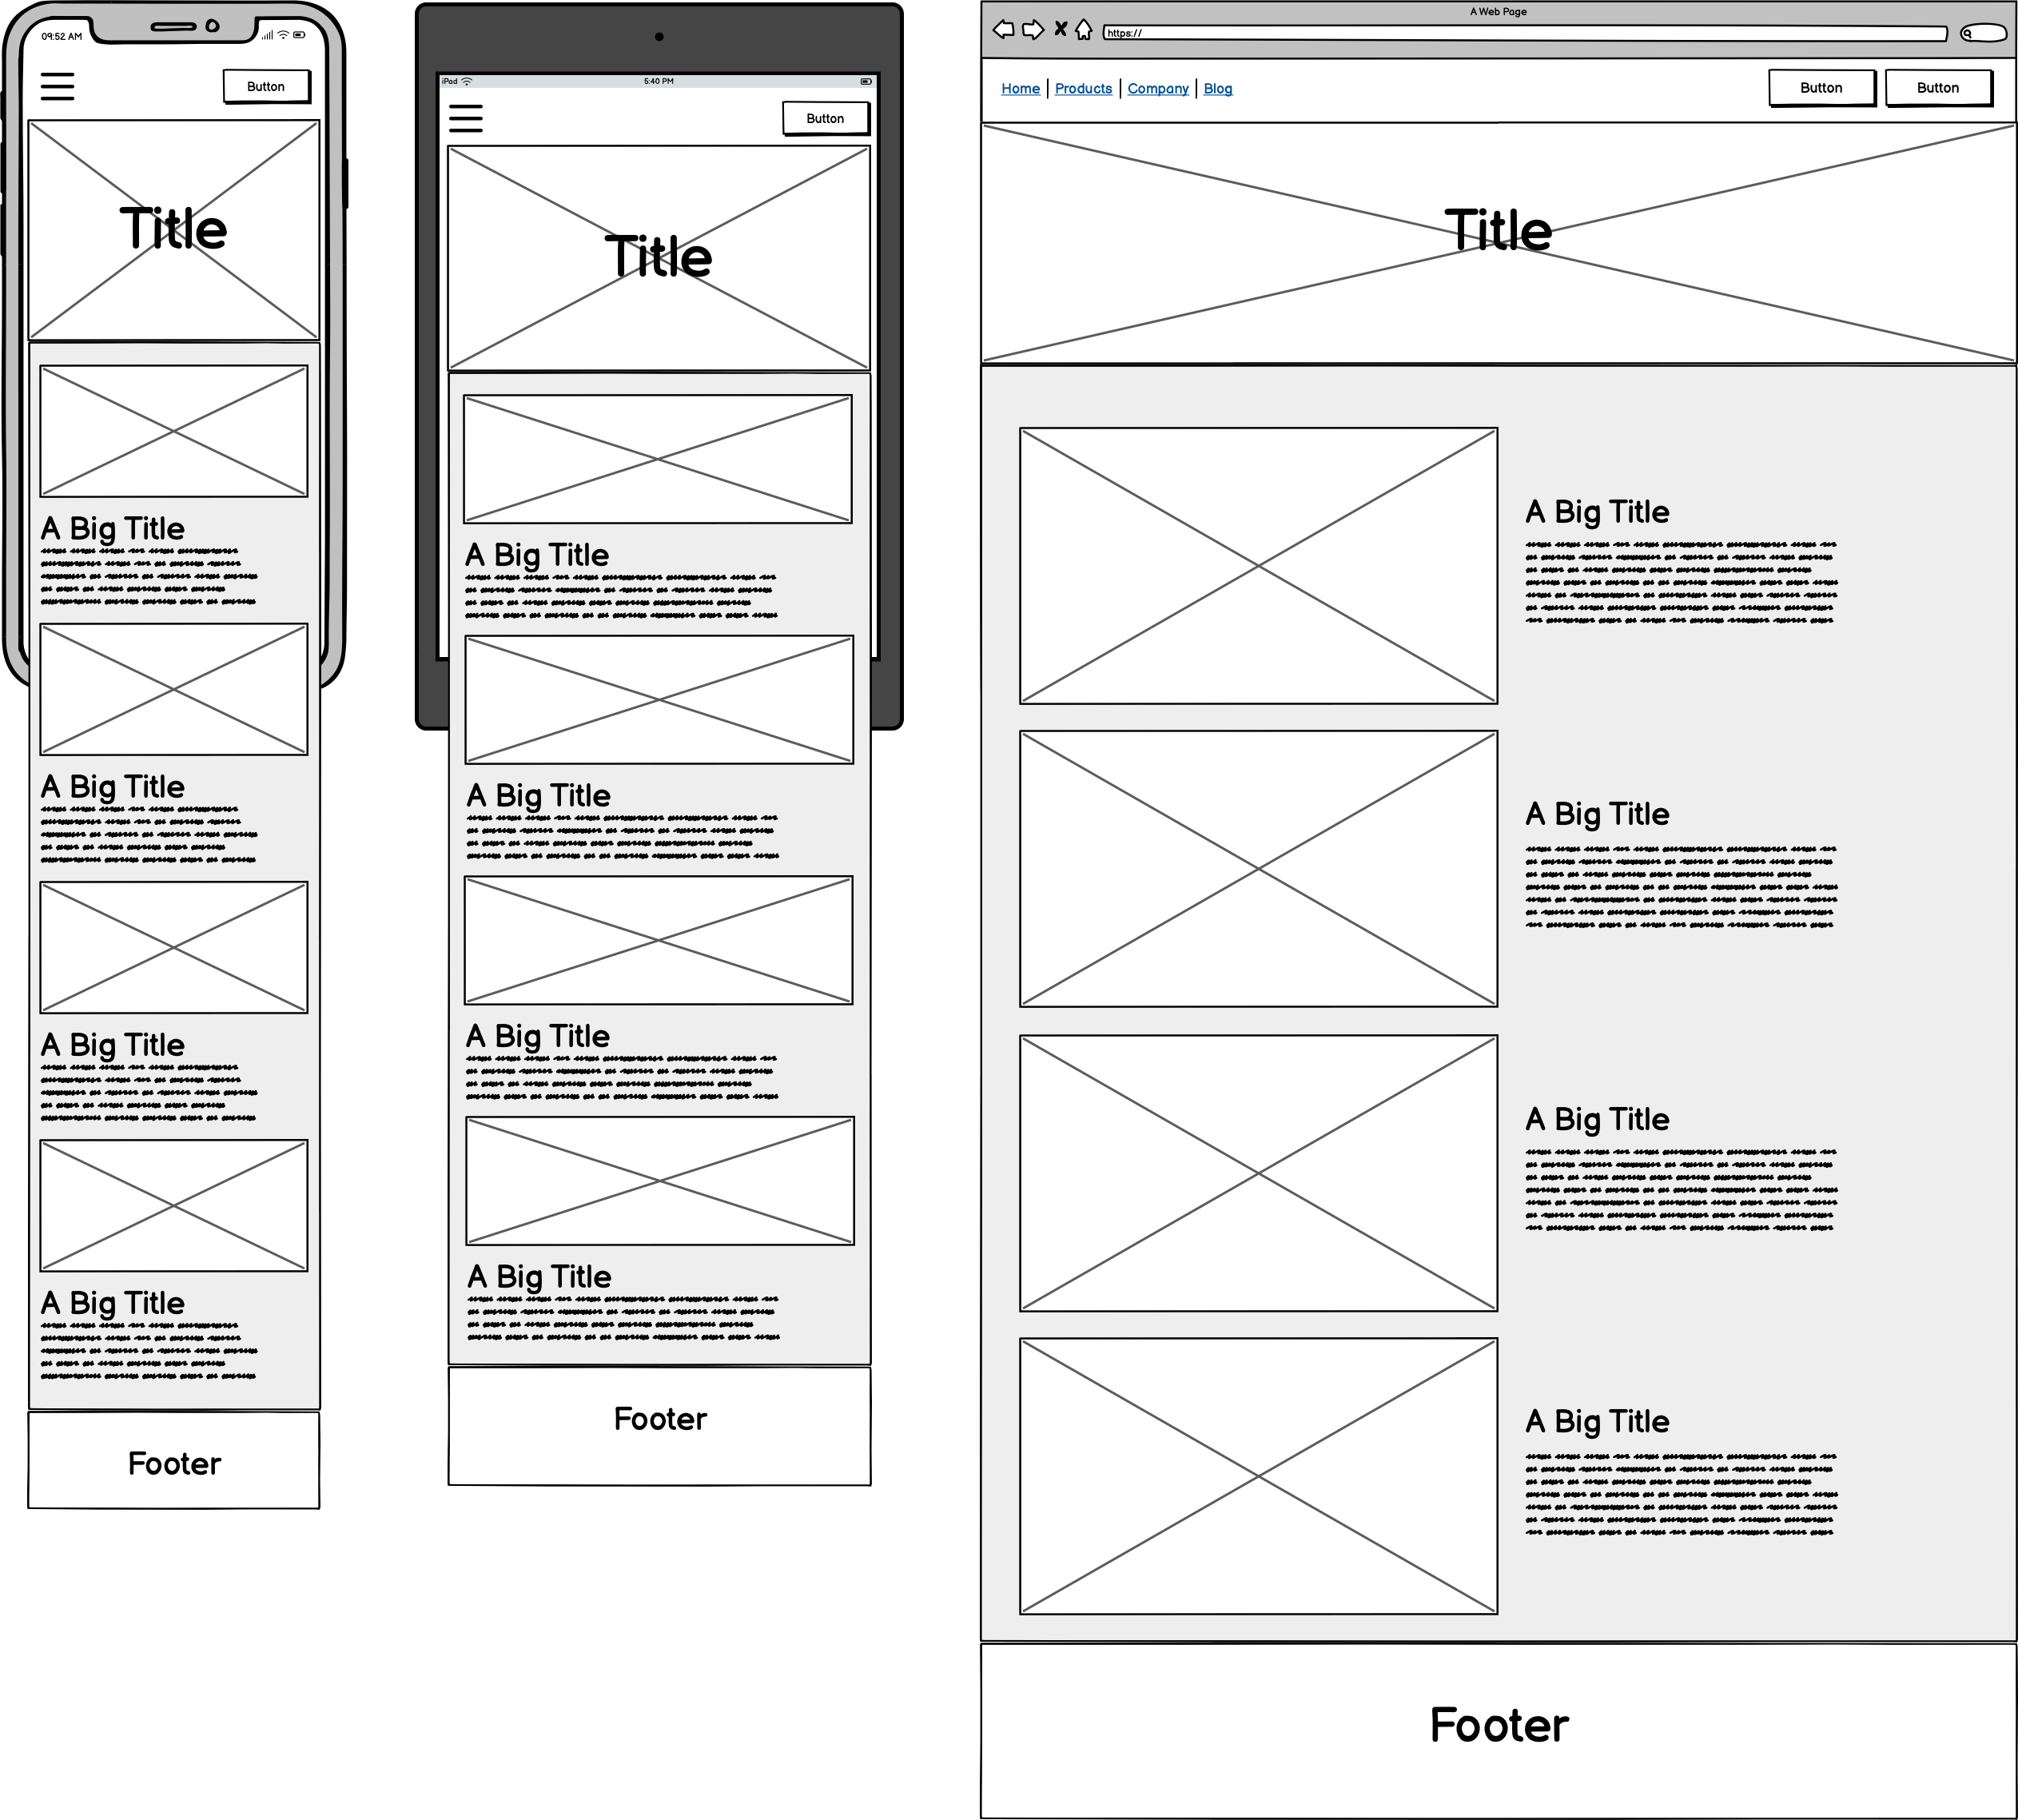 09:52 AM
Button
Title
A Big Title
A Big Title
A Big Title
A Big Title
Footer
iPad
5:40 PM
Button
Title
A Big Title
A Big Title
A Big Title
A Big Title
Footer
A Web Page
https://
Home Products Company Blog
Button Button
Title
A Big Title
A Big Title
A Big Title
A Big Title
Footer